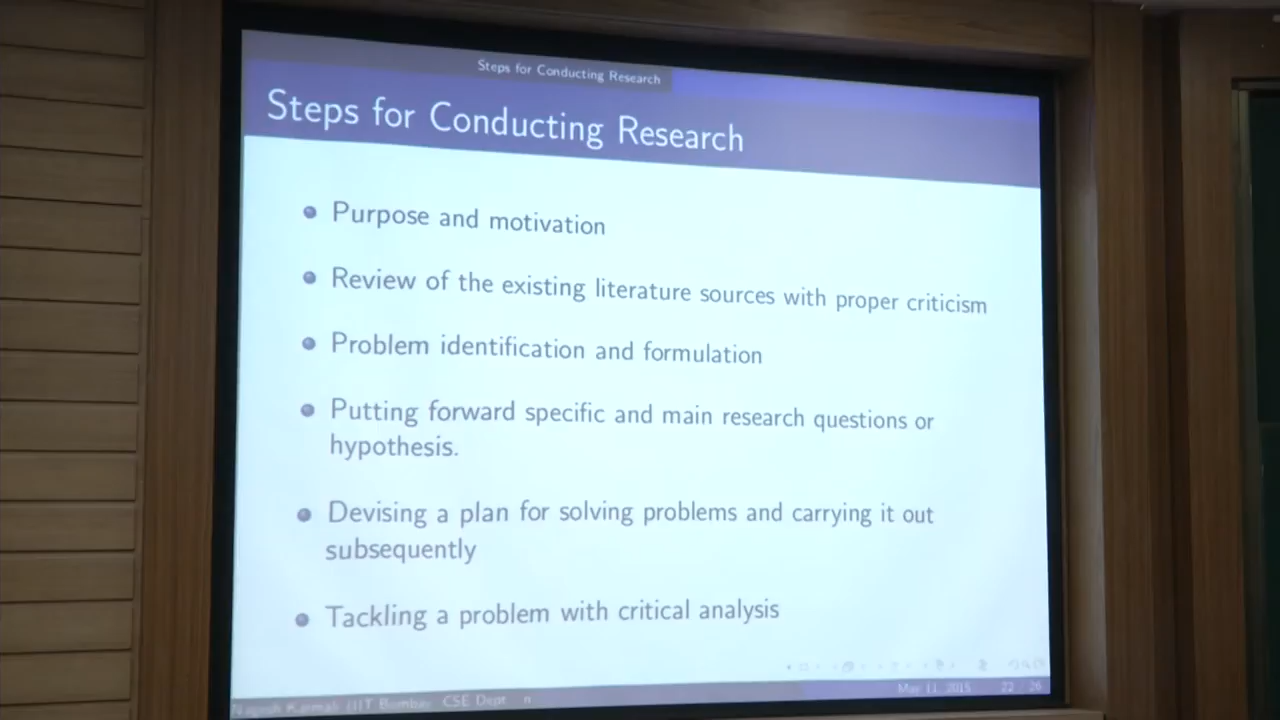 Steps for Conducting Research
Steps for Conducting Research
Purpose and motivation
Review of the existing literature sources with proper criticism
Problem identification and formulation
Putting forward specific and main research questions or
hypothesis.
Devising a plan for solving problems and carrying it out
subsequently
Tackling a problem with critical analysis
CSE Dept
May 11, 2015